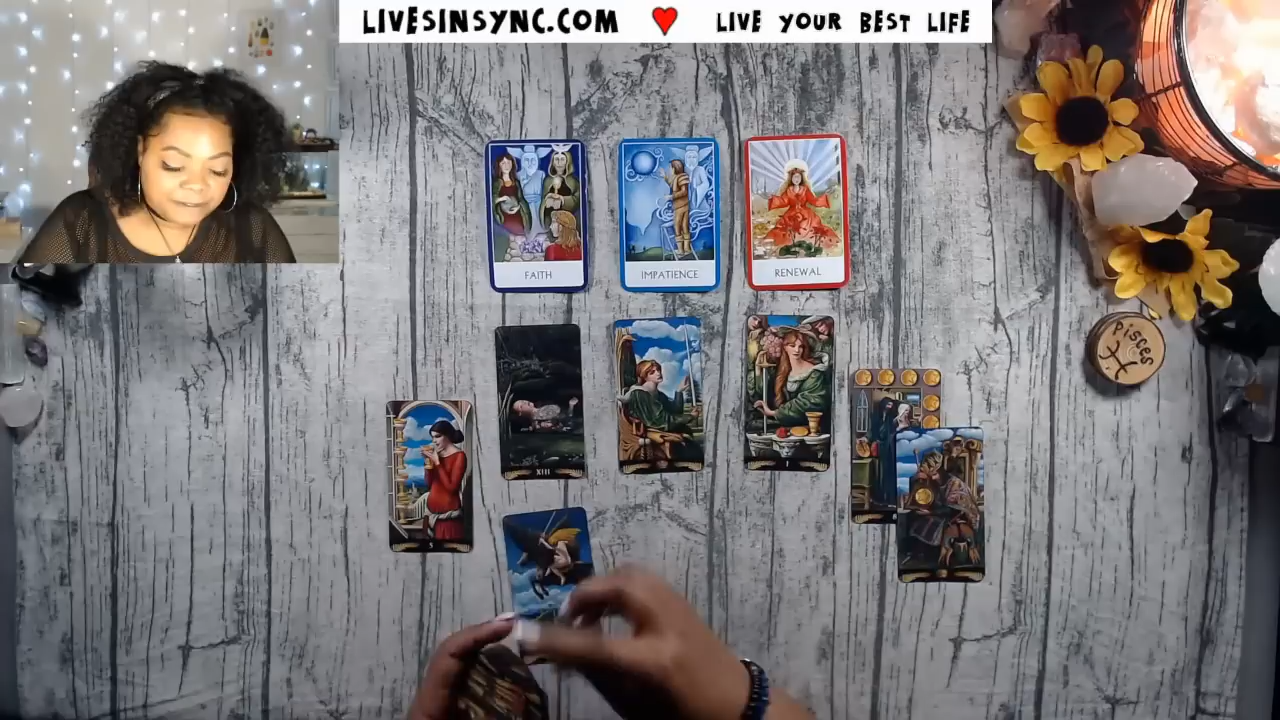 LIVESINSYNC.COM ❤ LIVE YOUR BEST LIFE
FAITH
IMPATIENCE
RENEWAL
PISCES
XIII
I